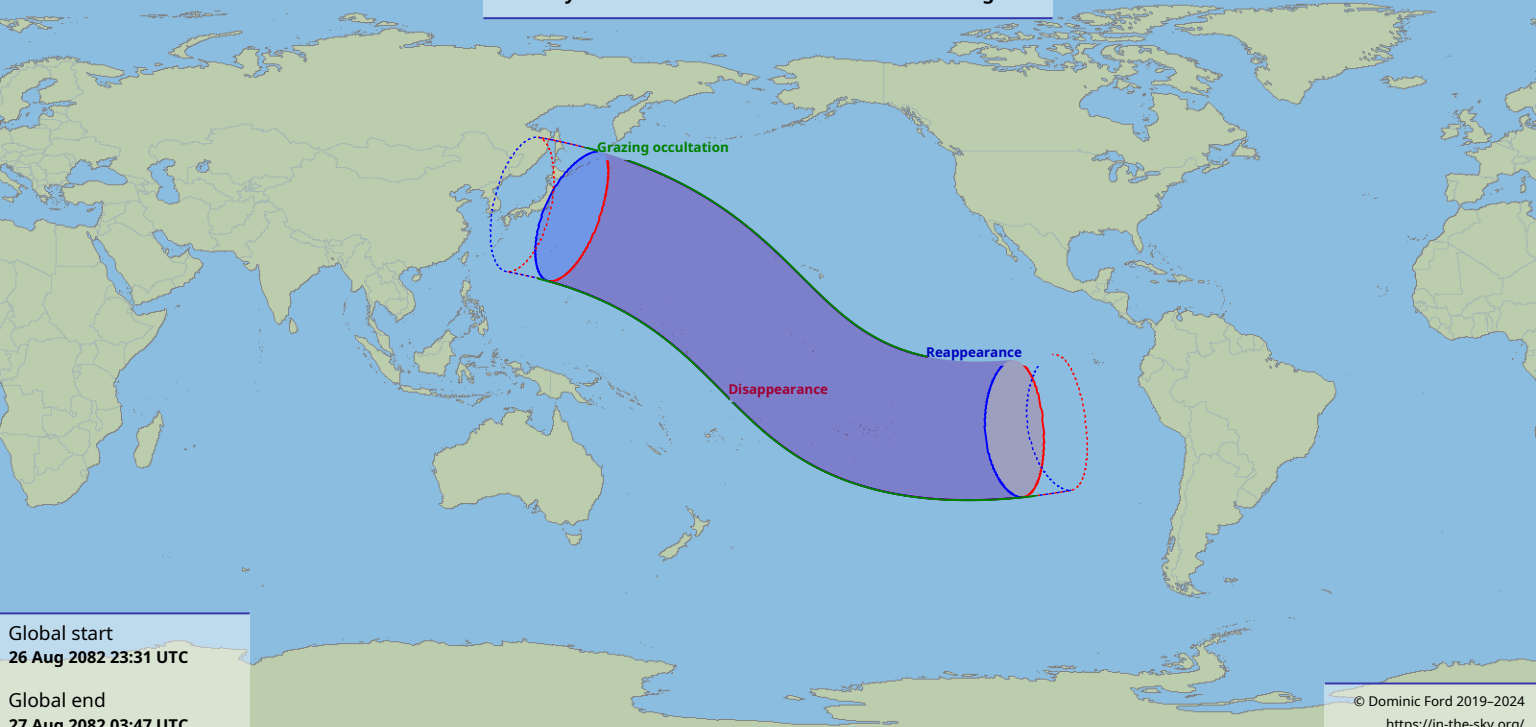 Grazing occultation
Reappearance
Disappearance
Global start
26 Aug 2082 23:31 UTC
Global end
27 Aug 2082 03:47 UTC
© Dominic Ford 2019–2024
https://in-the-sky.org/